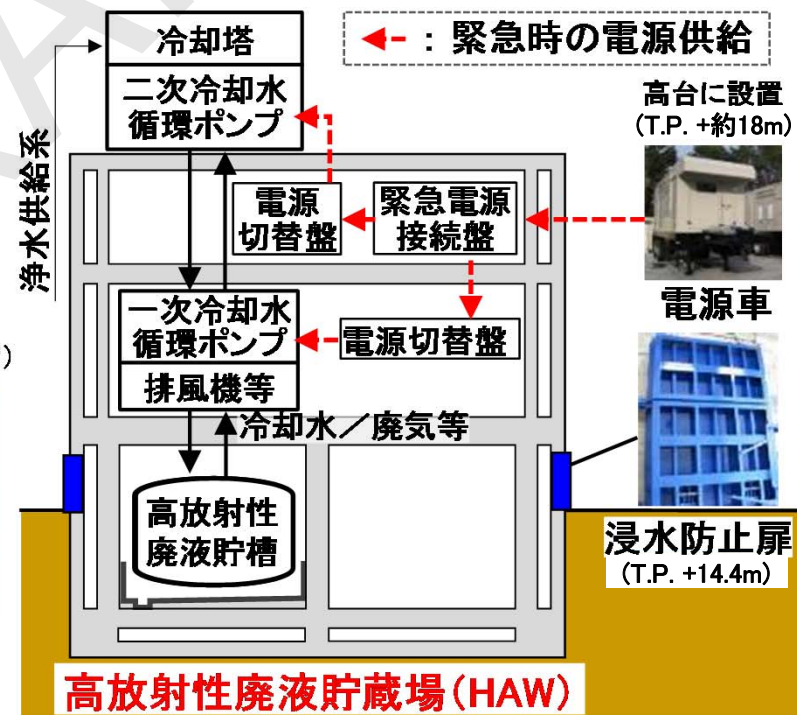 冷却塔
二次冷却水
循環ポンプ
：緊急時の電源供給
高台に設置
(T.P. +約18m)
浄水供給系
電源
切替盤
緊急電源
接続盤
電源車
一次冷却水
循環ポンプ
排風機等
電源切替盤
)
冷却水／廃気等
高放射性
廃液貯槽
浸水防止扉
(T.P. +14.4m)
高放射性廃液貯蔵場(HAW)